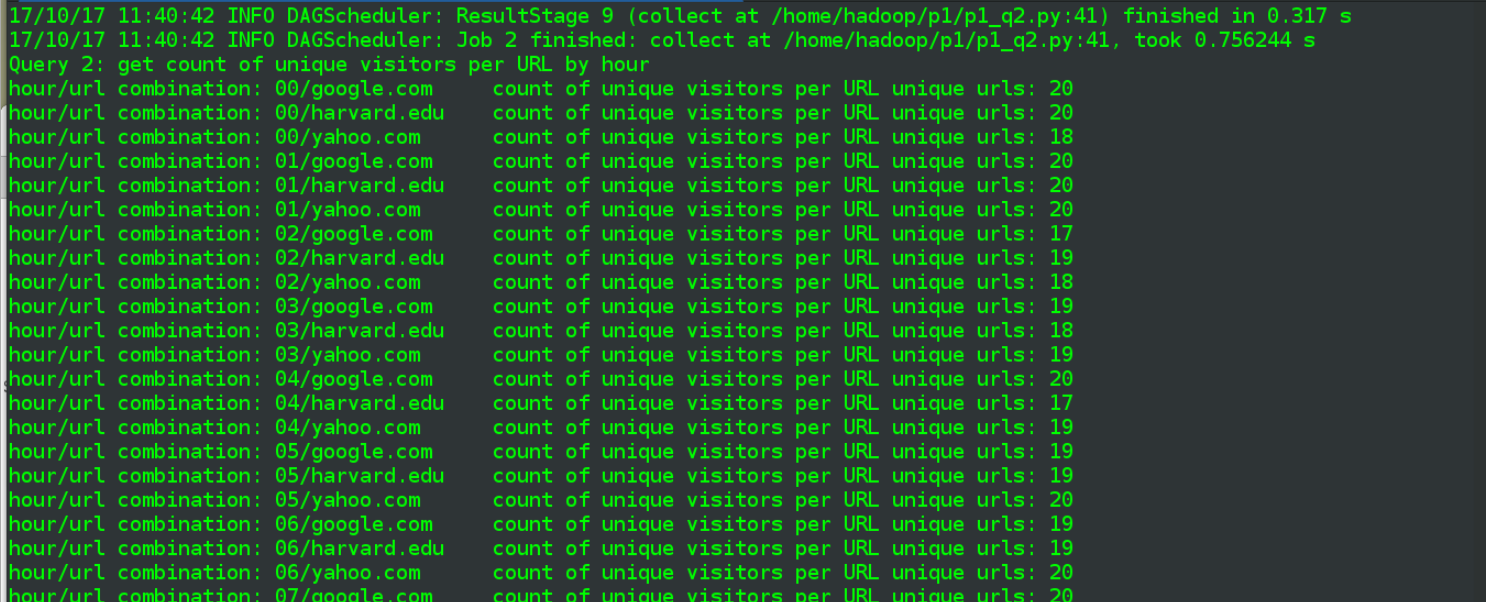 17/10/17 11:40:42 INFO DAGScheduler: ResultStage 9 (collect at /home/hadoop/p1/p1_q2.py:41) finished in 0.317 s
17/10/17 11:40:42 INFO DAGScheduler: Job 2 finished: collect at /home/hadoop/p1/p1_q2.py:41, took 0.756244 s
Query 2: get count of unique visitors per URL by hour
hour/url combination: 00/google.com     count of unique visitors per URL unique urls: 20
hour/url combination: 00/harvard.edu    count of unique visitors per URL unique urls: 20
hour/url combination: 00/yahoo.com      count of unique visitors per URL unique urls: 18
hour/url combination: 01/google.com     count of unique visitors per URL unique urls: 20
hour/url combination: 01/harvard.edu    count of unique visitors per URL unique urls: 20
hour/url combination: 01/yahoo.com      count of unique visitors per URL unique urls: 20
hour/url combination: 02/google.com     count of unique visitors per URL unique urls: 17
hour/url combination: 02/harvard.edu    count of unique visitors per URL unique urls: 19
hour/url combination: 02/yahoo.com      count of unique visitors per URL unique urls: 18
hour/url combination: 03/google.com     count of unique visitors per URL unique urls: 19
hour/url combination: 03/harvard.edu    count of unique visitors per URL unique urls: 18
hour/url combination: 03/yahoo.com      count of unique visitors per URL unique urls: 19
hour/url combination: 04/google.com     count of unique visitors per URL unique urls: 20
hour/url combination: 04/harvard.edu    count of unique visitors per URL unique urls: 17
hour/url combination: 04/yahoo.com      count of unique visitors per URL unique urls: 19
hour/url combination: 05/google.com     count of unique visitors per URL unique urls: 19
hour/url combination: 05/harvard.edu    count of unique visitors per URL unique urls: 19
hour/url combination: 05/yahoo.com      count of unique visitors per URL unique urls: 20
hour/url combination: 06/google.com     count of unique visitors per URL unique urls: 19
hour/url combination: 06/harvard.edu    count of unique visitors per URL unique urls: 19
hour/url combination: 06/yahoo.com      count of unique visitors per URL unique urls: 20
hour/url combination: 07/google.com     count of unique visitors per URL unique urls: 20